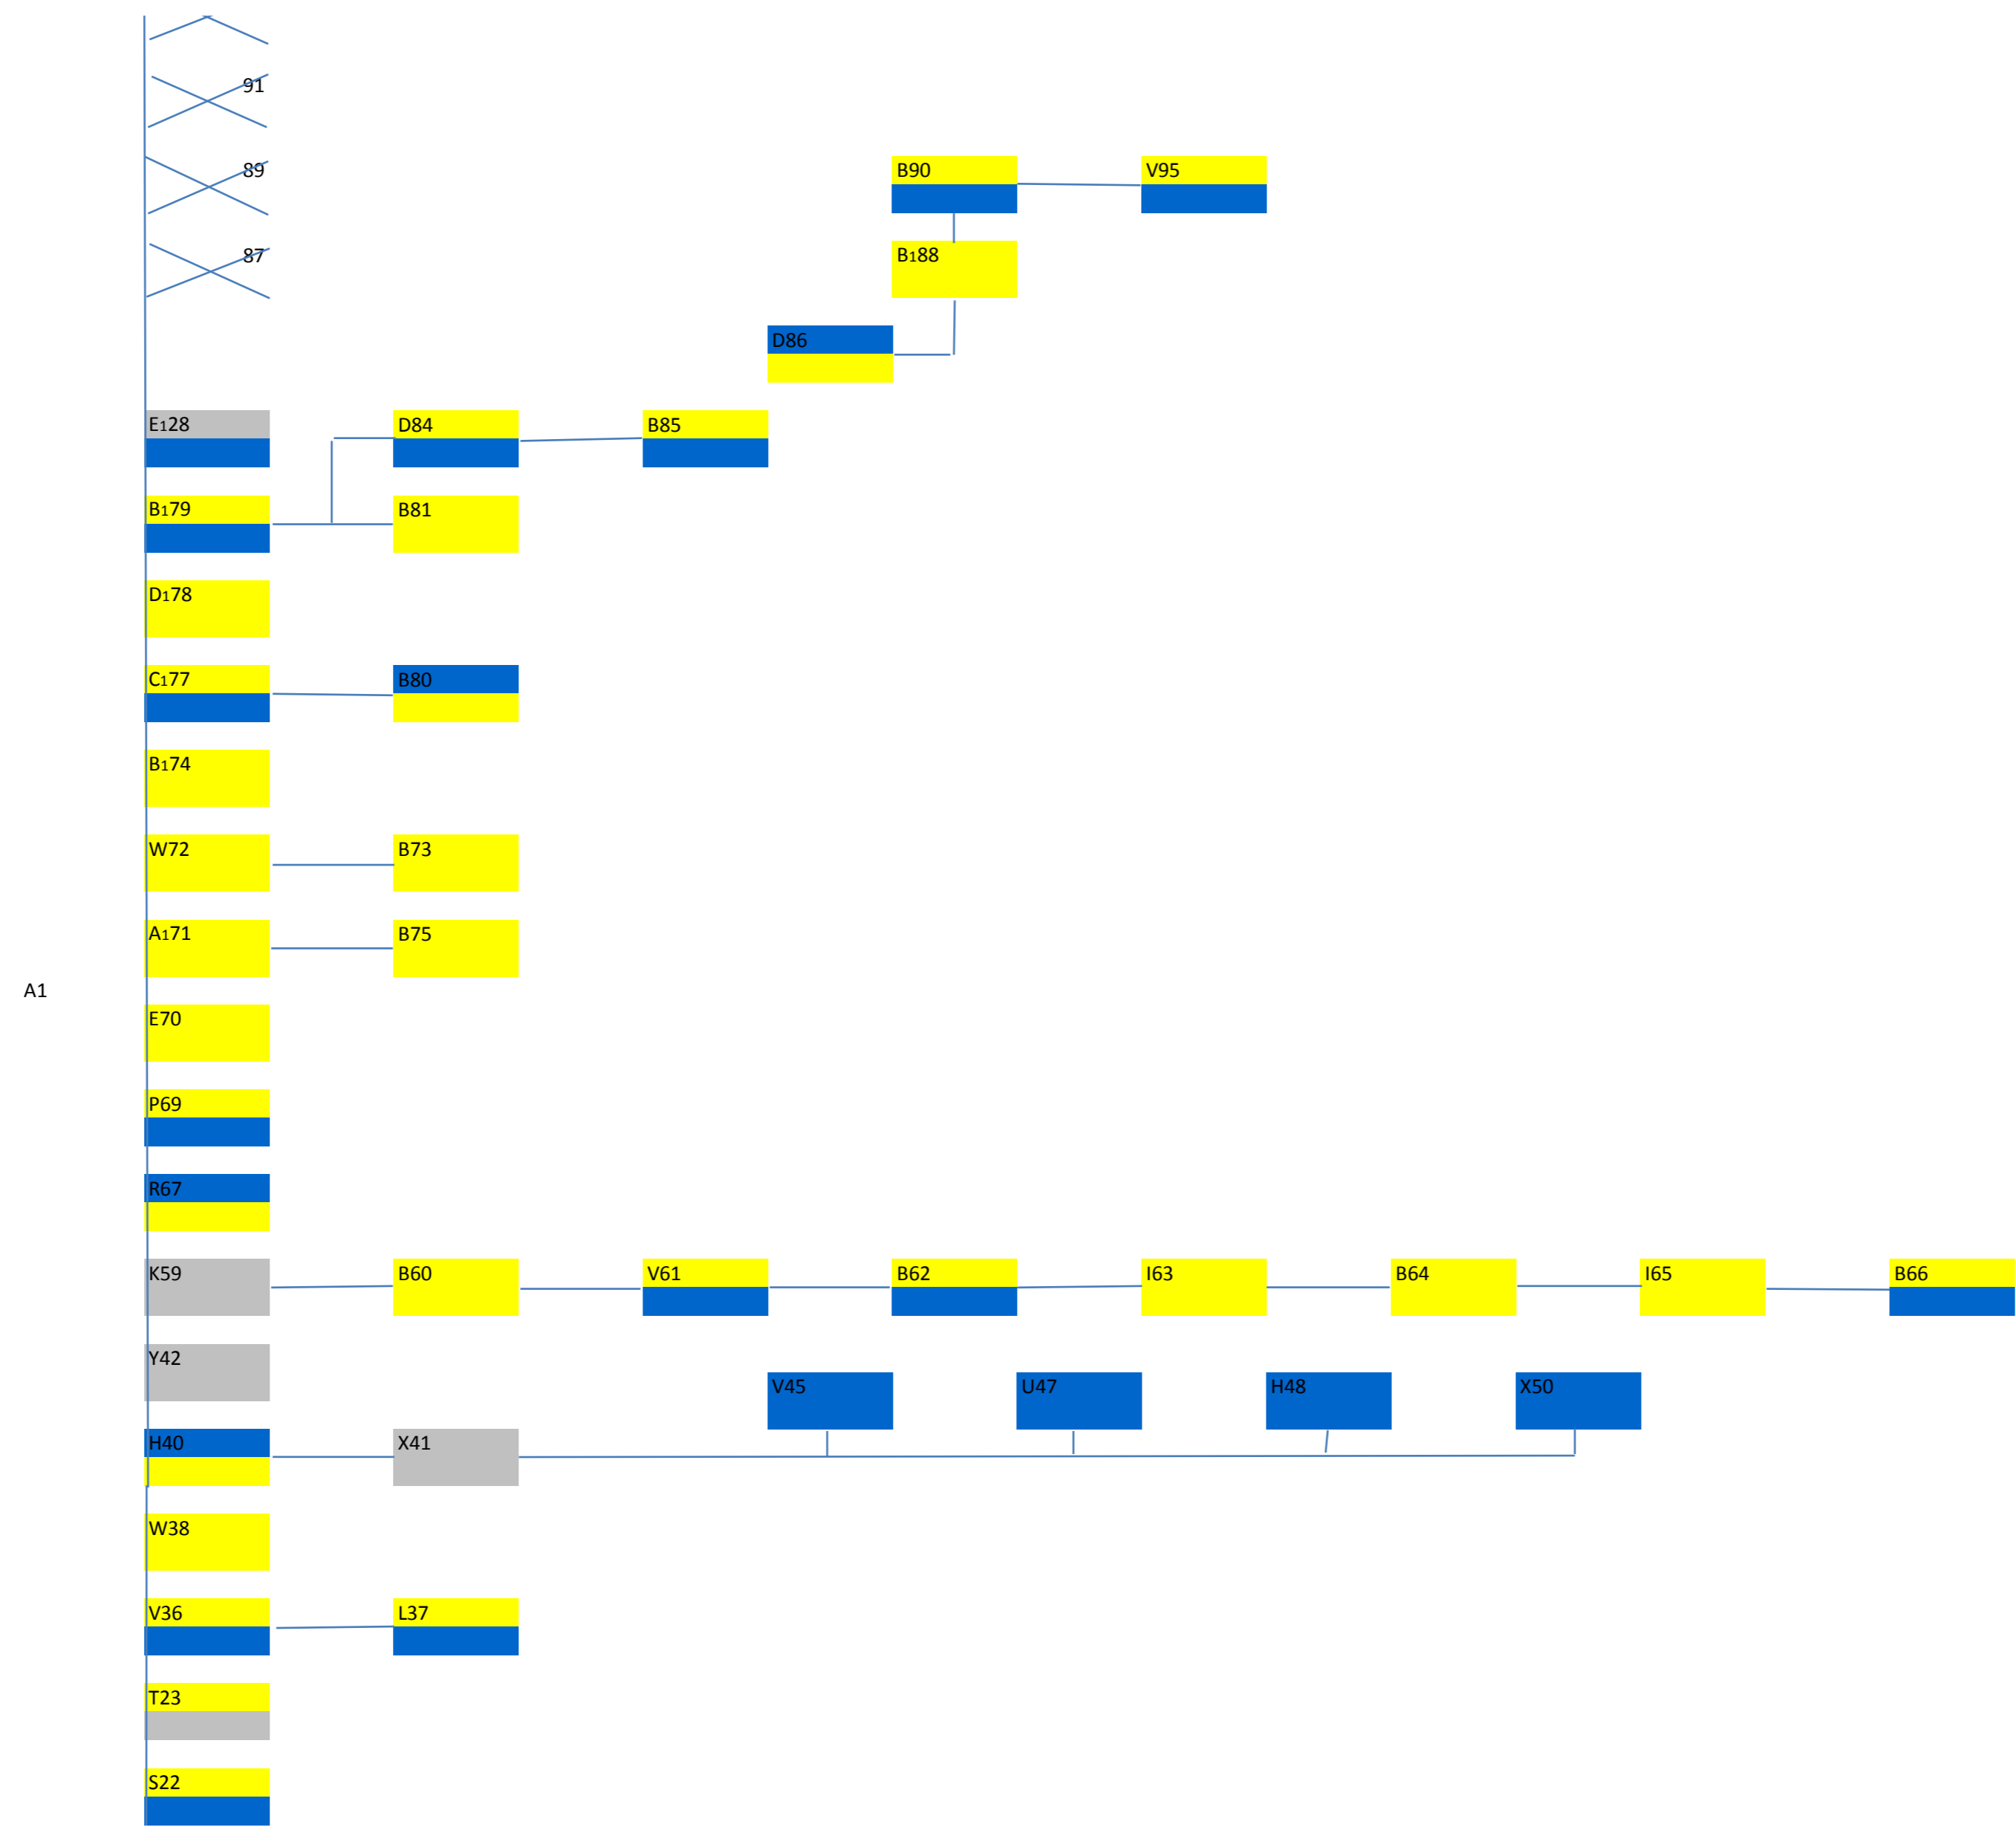 91
89 B90 V95
87 B₁88
D86
E₁28 D84 B85
B₁79 B81
D₁78
C₁77 B80
B₁74
W72 B73
A₁71 B75
A1
E70
P69
R67
K59 B60 V61 B62 I63 B64 I65 B66
Y42
V45 U47 H48 X50
H40 X41
W38
V36 L37
T23
S22